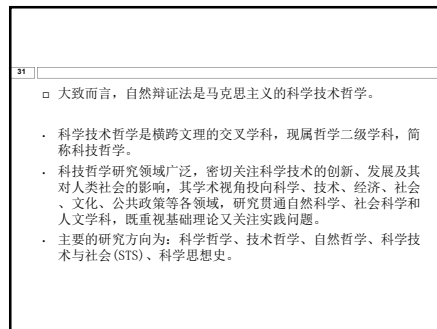 31
□ 大致而言，自然辩证法是马克思主义的科学技术哲学。
· 科学技术哲学是横跨文理的交叉学科，现属哲学二级学科，简
称科技哲学。
· 科技哲学研究领域广泛，密切关注科学技术的创新、发展及其
对人类社会的影响，其学术视角投向科学、技术、经济、社会
、文化、公共政策等各领域，研究贯通自然科学、社会科学和
人文学科，既重视基础理论又关注实践问题。
· 主要的研究方向为：科学哲学、技术哲学、自然哲学、科学技
术与社会(STS)、科学思想史。